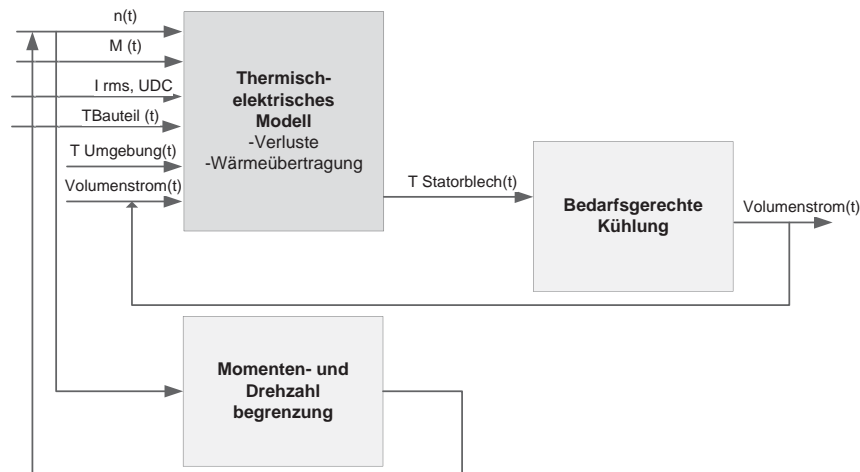 n(t)
M (t)
I rms, UDC
TBauteil (t)
T Umgebung(t)
Volumenstrom(t)
Thermisch-
elektrisches
Modell
-Verluste
-Wärmeübertragung
T Statorblech(t)
Bedarfsgerechte
Kühlung
Volumenstrom(t)
Momenten- und
Drehzahl
begrenzung